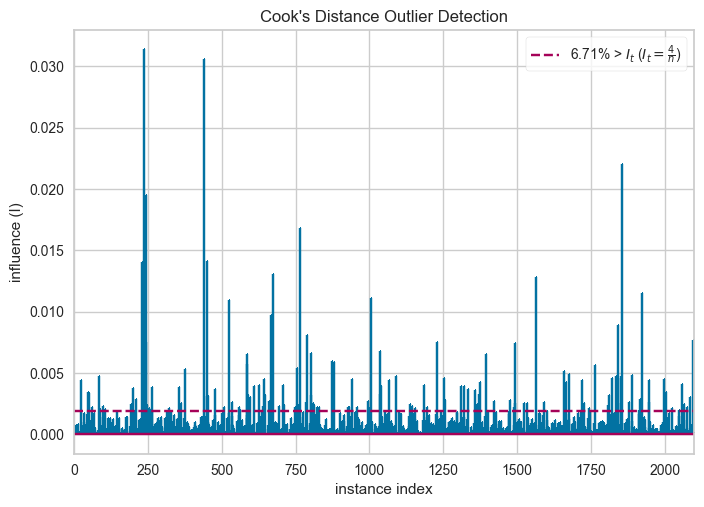 Cook's Distance Outlier Detection
6.71% > I_t (I_t = 4/n)
influence (I)
0.030
0.025
0.020
0.015
0.010
0.005
0.000
0 250 500 750 1000 1250 1500 1750 2000
instance index